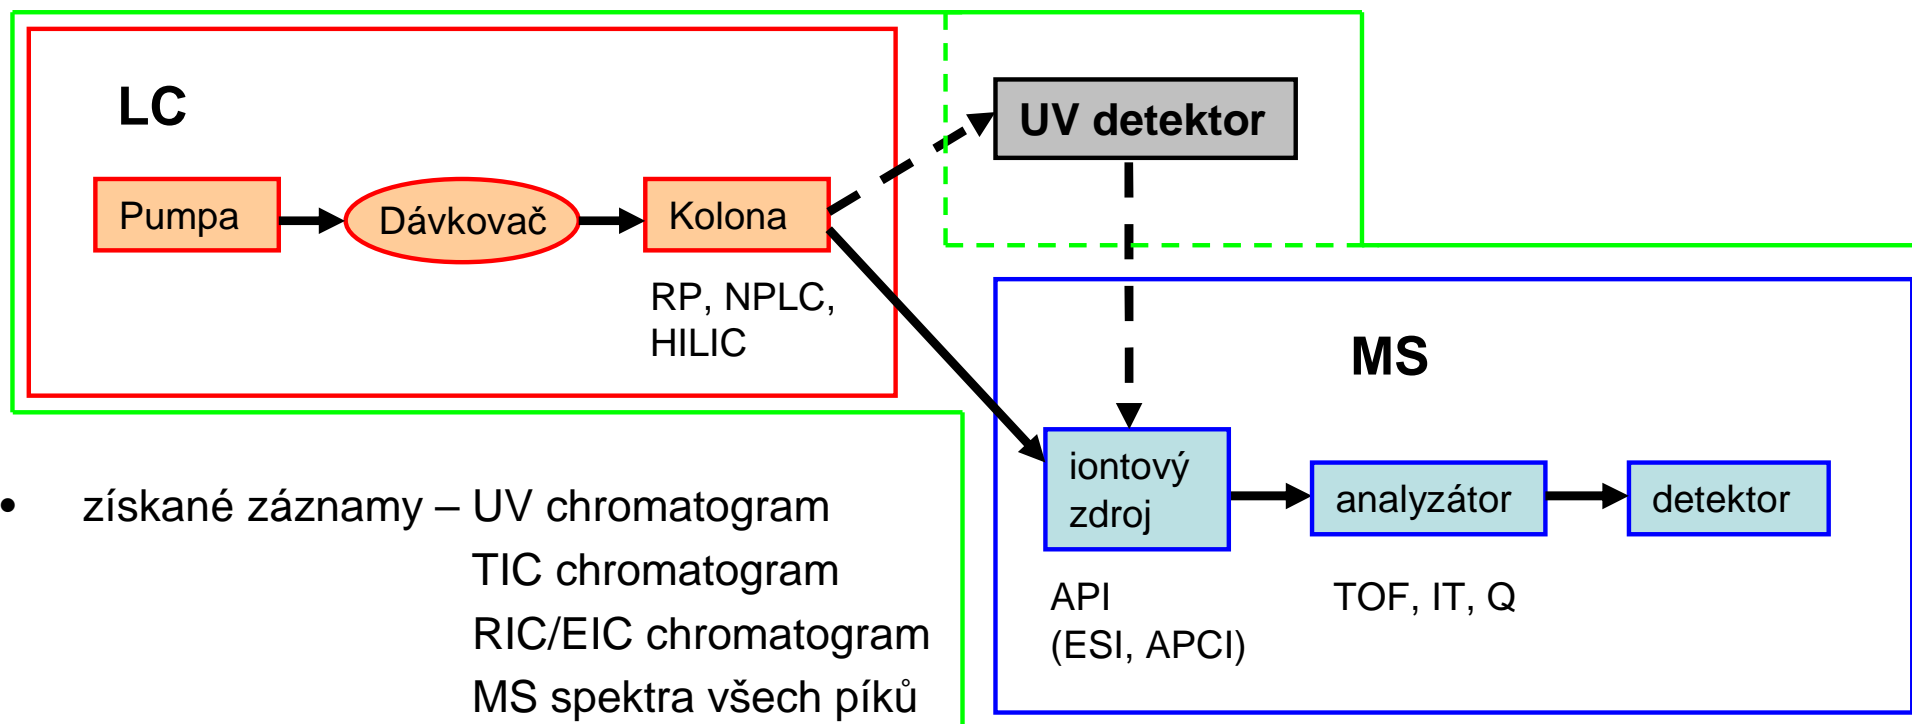 LC
UV detektor
Pumpa
Dávkovač
Kolona
RP, NPLC,
HILIC
MS
iontový
zdroj
analyzátor
detektor
API
(ESI, APCI)
TOF, IT, Q
• získané záznamy – UV chromatogram
TIC chromatogram
RIC/EIC chromatogram
MS spektra všech píků